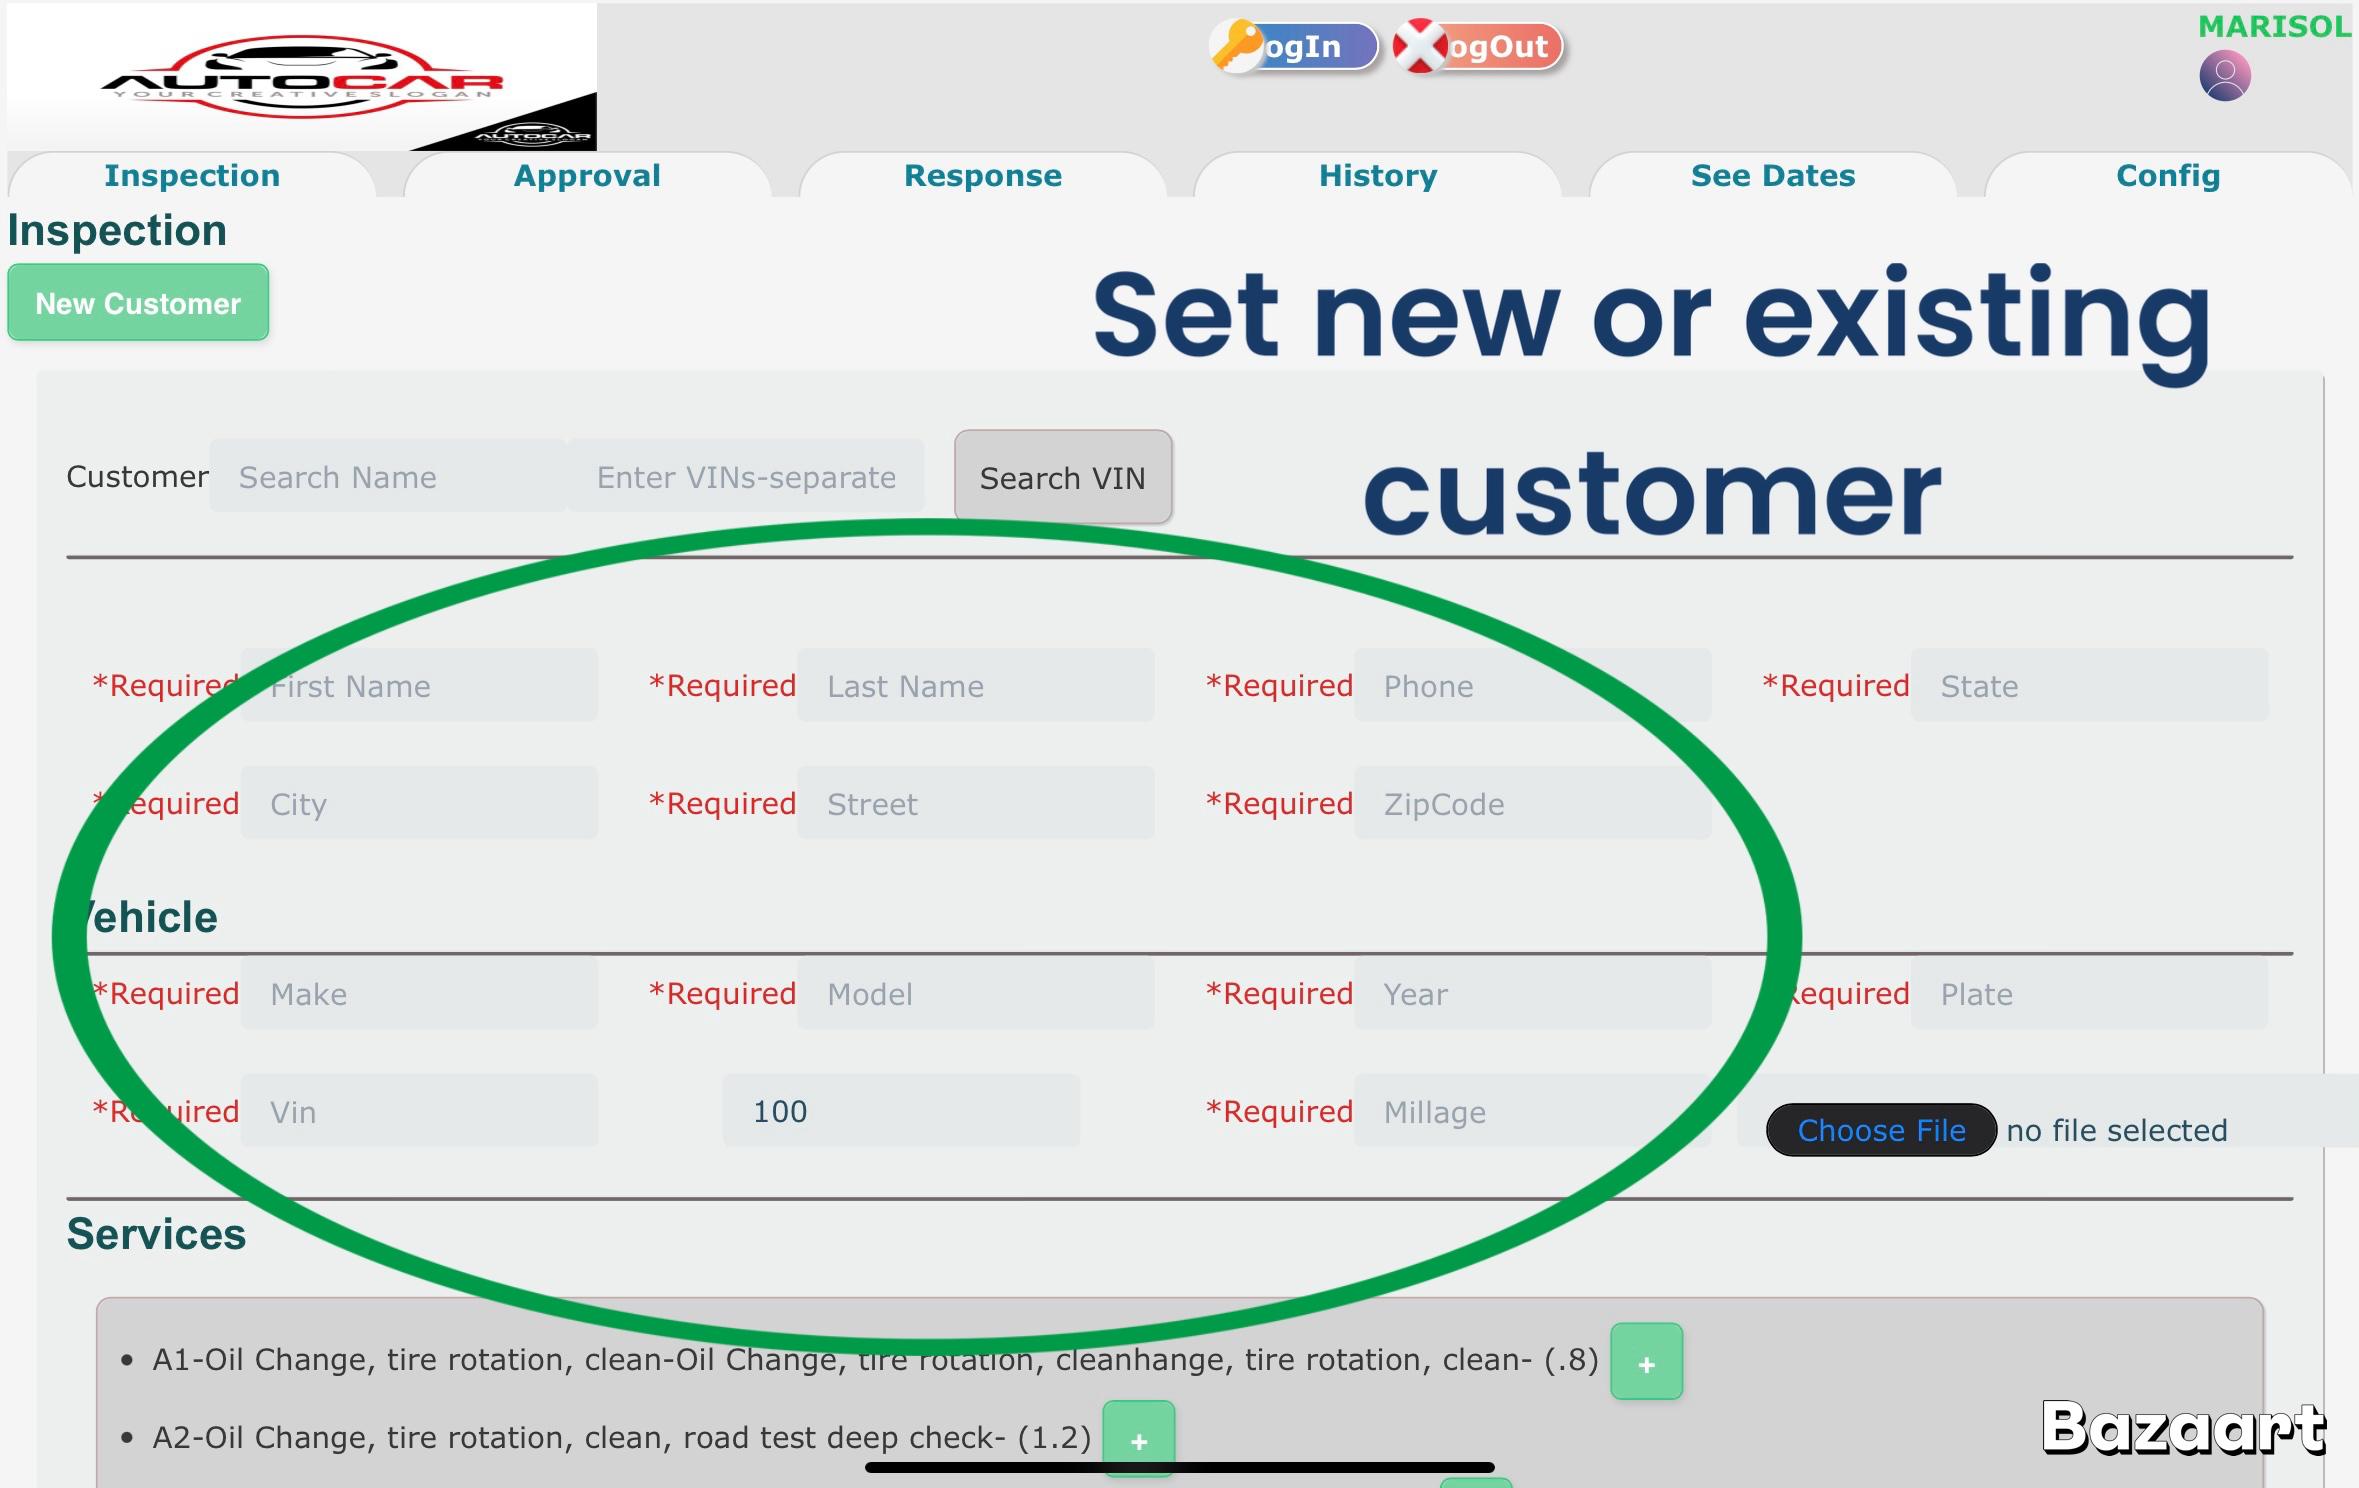 AUTOCAR
YOUR CREATIVE SLOGAN
AUTOCAR
ogIn
ogOut
MARISOL
Inspection Approval Response History See Dates Config
Inspection
New Customer
Set new or existing
customer
Customer Search Name Enter VINs-separate Search VIN
*Required First Name *Required Last Name *Required Phone *Required State
*Required City *Required Street *Required ZipCode
Vehicle
*Required Make *Required Model *Required Year Required Plate
*Required Vin 100 *Required Millage Choose File no file selected
Services
• A1-Oil Change, tire rotation, clean-Oil Change, tire rotation, cleanhange, tire rotation, clean- (.8) +
• A2-Oil Change, tire rotation, clean, road test deep check- (1.2) +
Bazaart